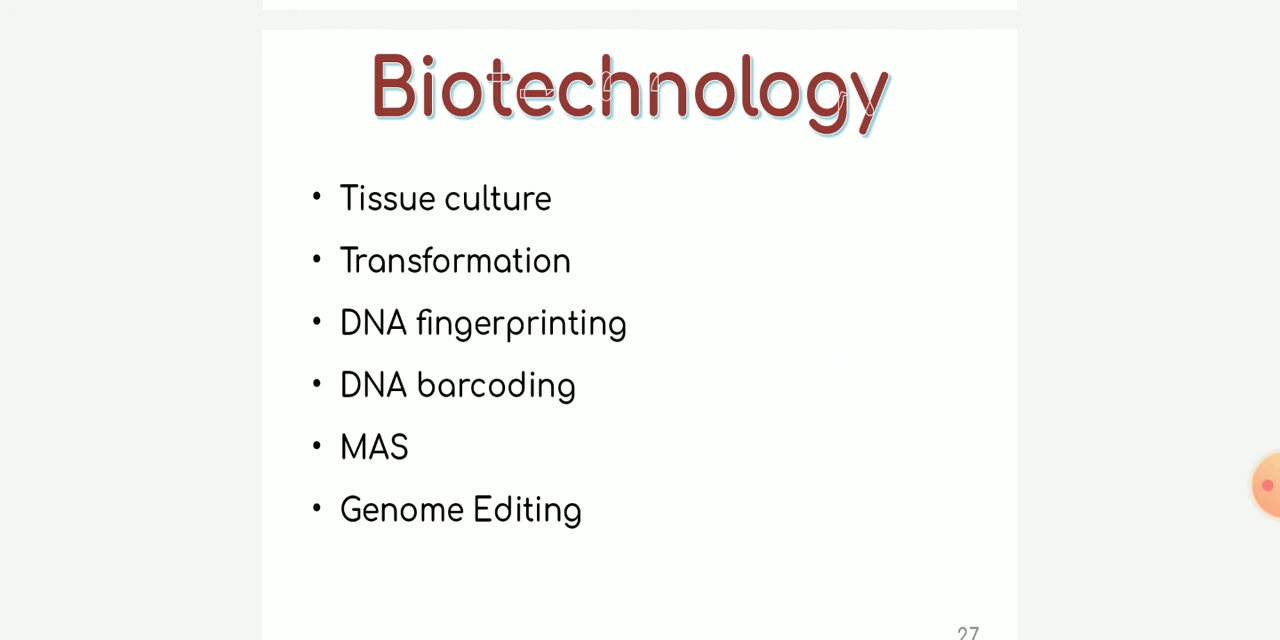 Biotechnology
• Tissue culture
• Transformation
• DNA fingerprinting
• DNA barcoding
• MAS
• Genome Editing
27